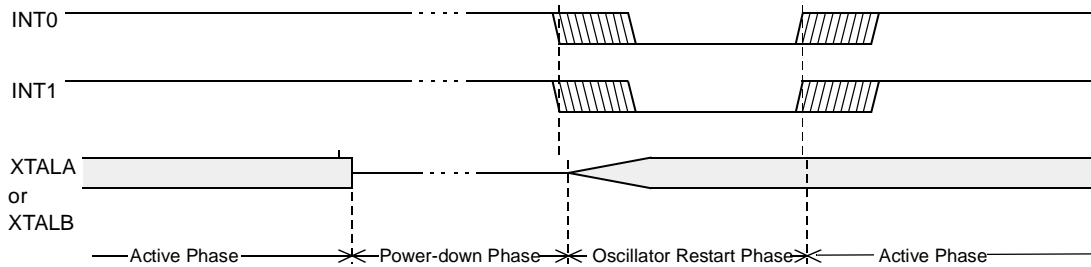 INT0
INT1
XTALA
or
XTALB
Active Phase
Power-down Phase
Oscillator Restart Phase
Active Phase